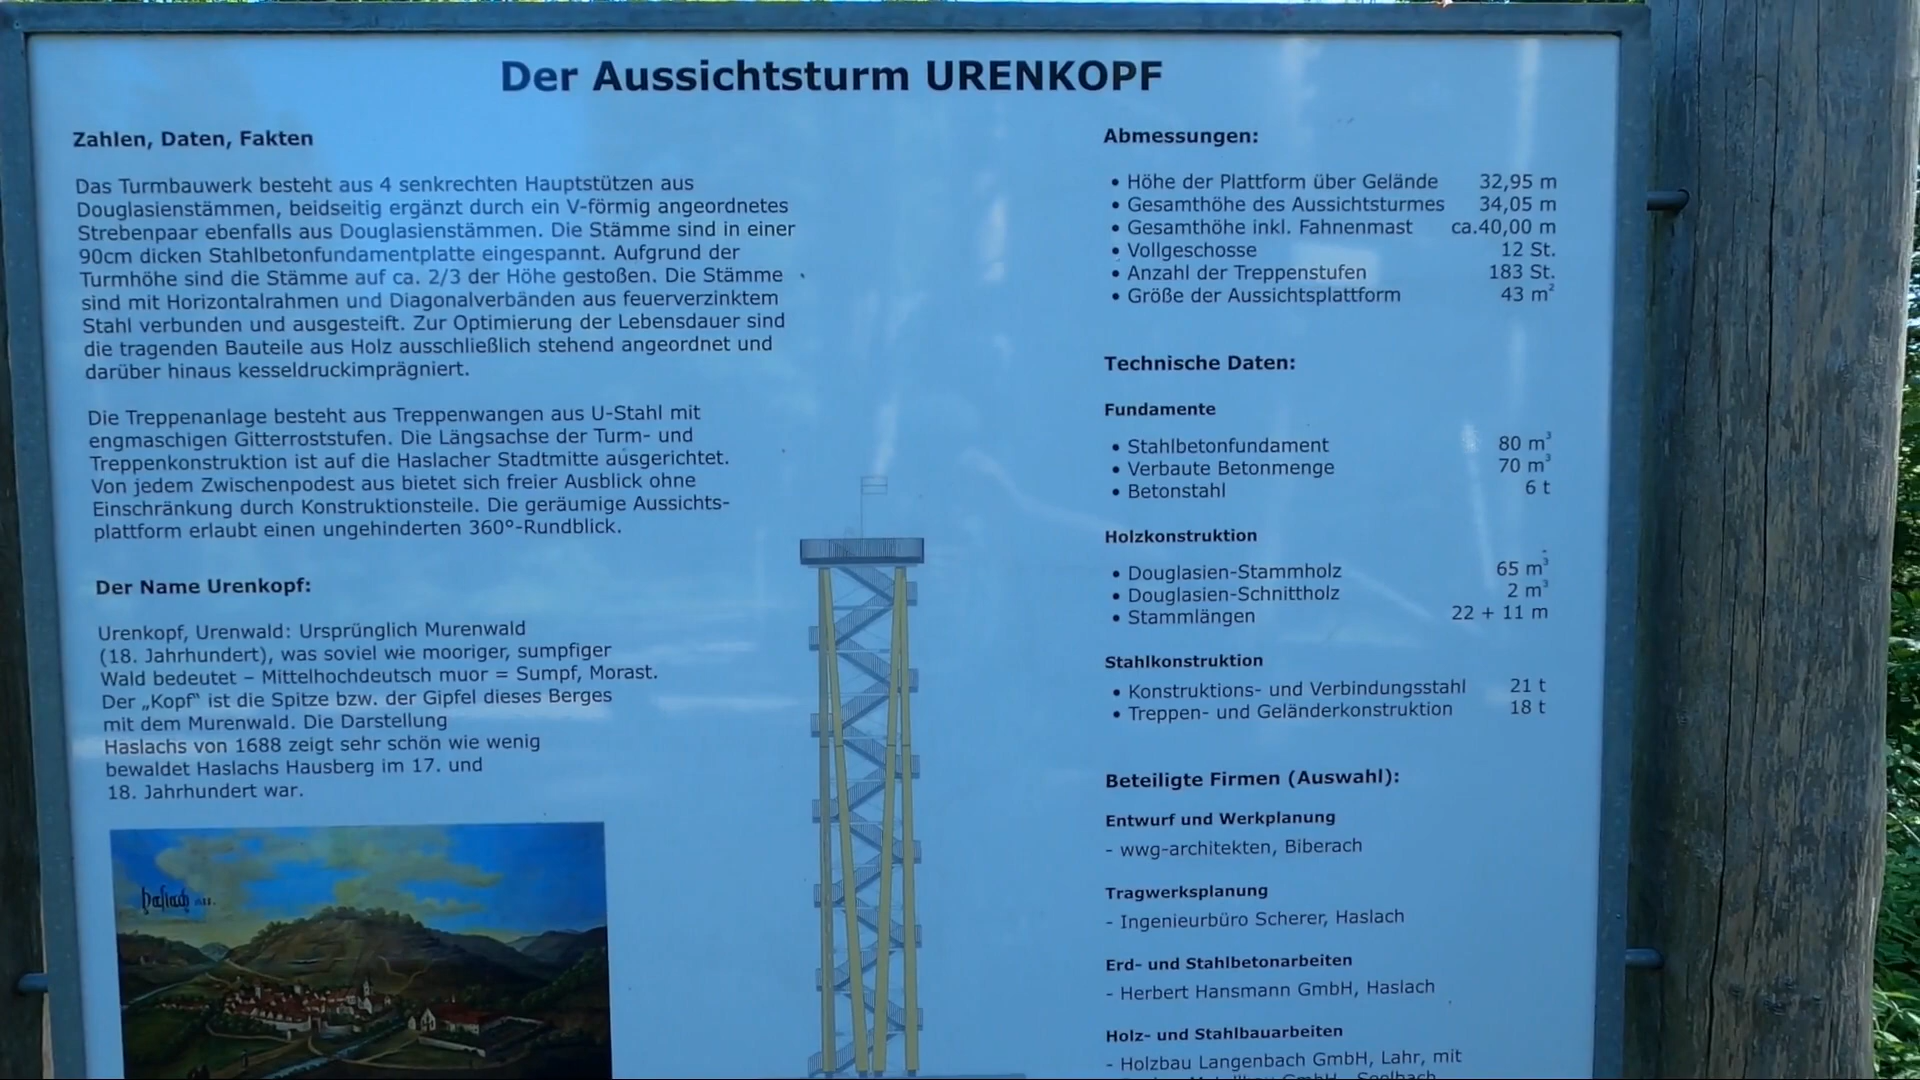 Der Aussichtsturm URENKOPF
Zahlen, Daten, Fakten
Das Turmbauwerk besteht aus 4 senkrechten Hauptstützen aus
Douglasienstämmen, beidseitig ergänzt durch ein V-förmig angeordnetes
Strebenpaar ebenfalls aus Douglasienstämmen. Die Stämme sind in einer
90cm dicken Stahlbetonfundamentplatte eingespannt. Aufgrund der
Turmhöhe sind die Stämme auf ca. 2/3 der Höhe gestoßen. Die Stämme
sind mit Horizontalrahmen und Diagonalverbänden aus feuerverzinktem
Stahl verbunden und ausgesteift. Zur Optimierung der Lebensdauer sind
die tragenden Bauteile aus Holz ausschließlich stehend angeordnet und
darüber hinaus kesseldruckimprägniert.
Die Treppenanlage besteht aus Treppenwangen aus U-Stahl mit
engmaschigen Gitterroststufen. Die Längsachse der Turm- und
Treppenkonstruktion ist auf die Haslacher Stadtmitte ausgerichtet.
Von jedem Zwischenpodest aus bietet sich freier Ausblick ohne
Einschränkung durch Konstruktionsteile. Die geräumige Aussichts-
plattform erlaubt einen ungehinderten 360°-Rundblick.
Der Name Urenkopf:
Urenkopf, Urenwald: Ursprünglich Murenwald
(18. Jahrhundert), was soviel wie mooriger, sumpfiger
Wald bedeutet – Mittelhochdeutsch muor = Sumpf, Morast.
Der „Kopf“ ist die Spitze bzw. der Gipfel dieses Berges
mit dem Murenwald. Die Darstellung
Haslachs von 1688 zeigt sehr schön wie wenig
bewaldet Haslachs Hausberg im 17. und
18. Jahrhundert war.
Haslach
Abmessungen:
• Höhe der Plattform über Gelände 32,95 m
• Gesamthöhe des Aussichtsturmes 34,05 m
• Gesamthöhe inkl. Fahnenmast ca.40,00 m
• Vollgeschosse 12 St.
• Anzahl der Treppenstufen 183 St.
• Größe der Aussichtsplattform 43 m²
Technische Daten:
Fundamente
• Stahlbetonfundament 80 m³
• Verbaute Betonmenge 70 m³
• Betonstahl 6 t
Holzkonstruktion
• Douglasien-Stammholz 65 m³
• Douglasien-Schnittholz 2 m³
• Stammlängen 22 + 11 m
Stahlkonstruktion
• Konstruktions- und Verbindungsstahl 21 t
• Treppen- und Geländerkonstruktion 18 t
Beteiligte Firmen (Auswahl):
Entwurf und Werkplanung
- wwg-architekten, Biberach
Tragwerksplanung
- Ingenieurbüro Scherer, Haslach
Erd- und Stahlbetonarbeiten
- Herbert Hansmann GmbH, Haslach
Holz- und Stahlbauarbeiten
- Holzbau Langenbach GmbH, Lahr, mit
GmbH, Seelbach